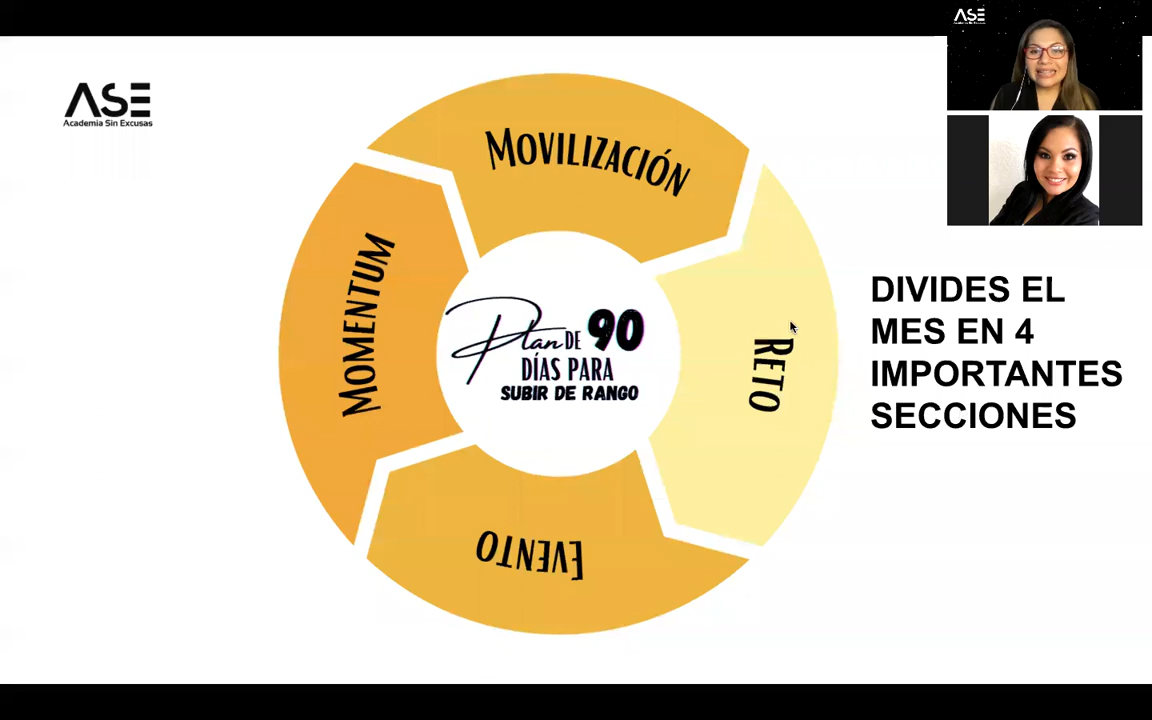 ASE
Academia Sin Excusas
MOVILIZACIÓN
RETO
EVENTO
MOMENTUM
Plan DE 90
DÍAS PARA
SUBIR DE RANGO
DIVIDES EL
MES EN 4
IMPORTANTES
SECCIONES
ASE